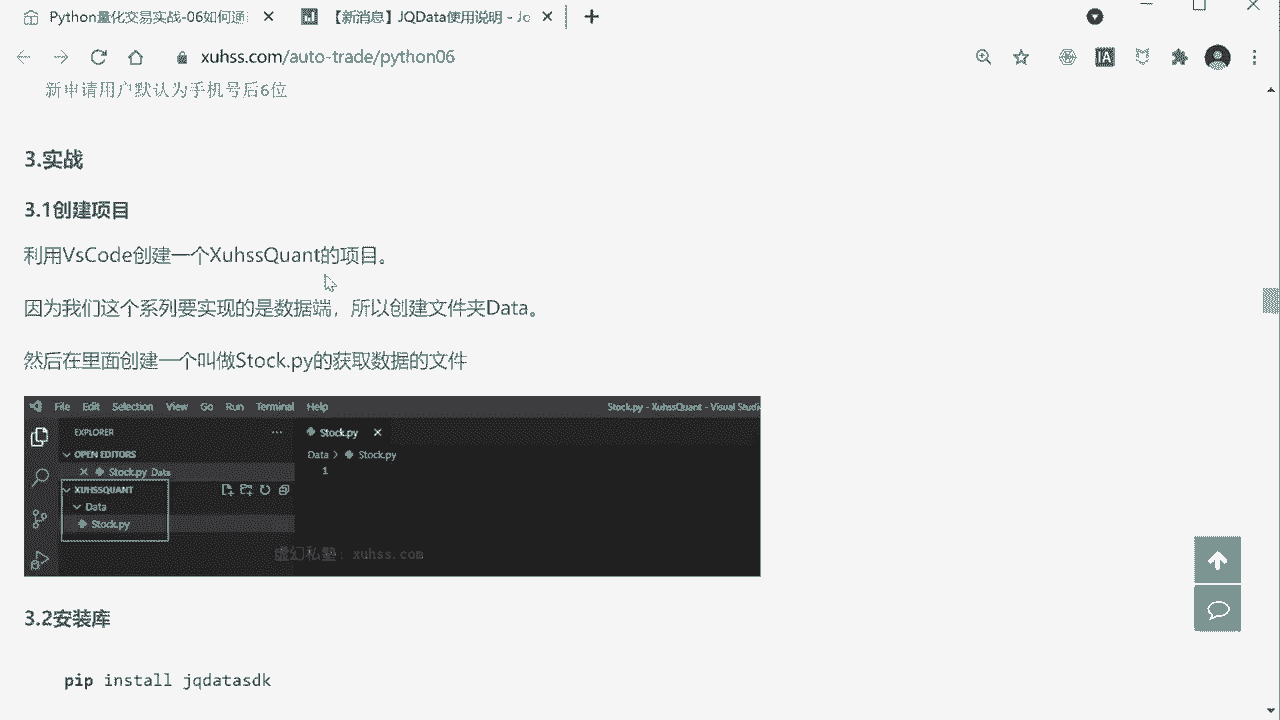 Python量化交易实战-06如何通
【新消息】JQData使用说明 - Jo
xuhss.com/auto-trade/python06
新申请用户默认为手机号后6位
3.实战
3.1创建项目
利用VsCode创建一个XuhssQuant的项目。
因为我们这个系列要实现的是数据端，所以创建文件夹Data。
然后在里面创建一个叫做Stock.py的获取数据的文件
File Edit Selection View Go Run Terminal Help
Stock.py - XuhssQuant - Visual Studi
EXPLORER
Stock.py
OPEN EDITORS
Data > Stock.py
Stock.py Data
1
XUHSSQUANT
Data
Stock.py
虚幻私塾: xuhss.com
3.2安装库
pip install jqdatasdk